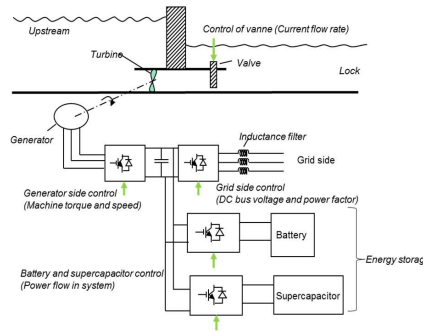 Upstream
Control of vanne (Current flow rate)
Turbine
Valve
Lock
Generator
Inductance filter
Grid side
Generator side control
(Machine torque and speed)
Grid side control
(DC bus voltage and power factor)
Battery
Energy storag
Battery and supercapacitor control
(Power flow in system)
Supercapacitor